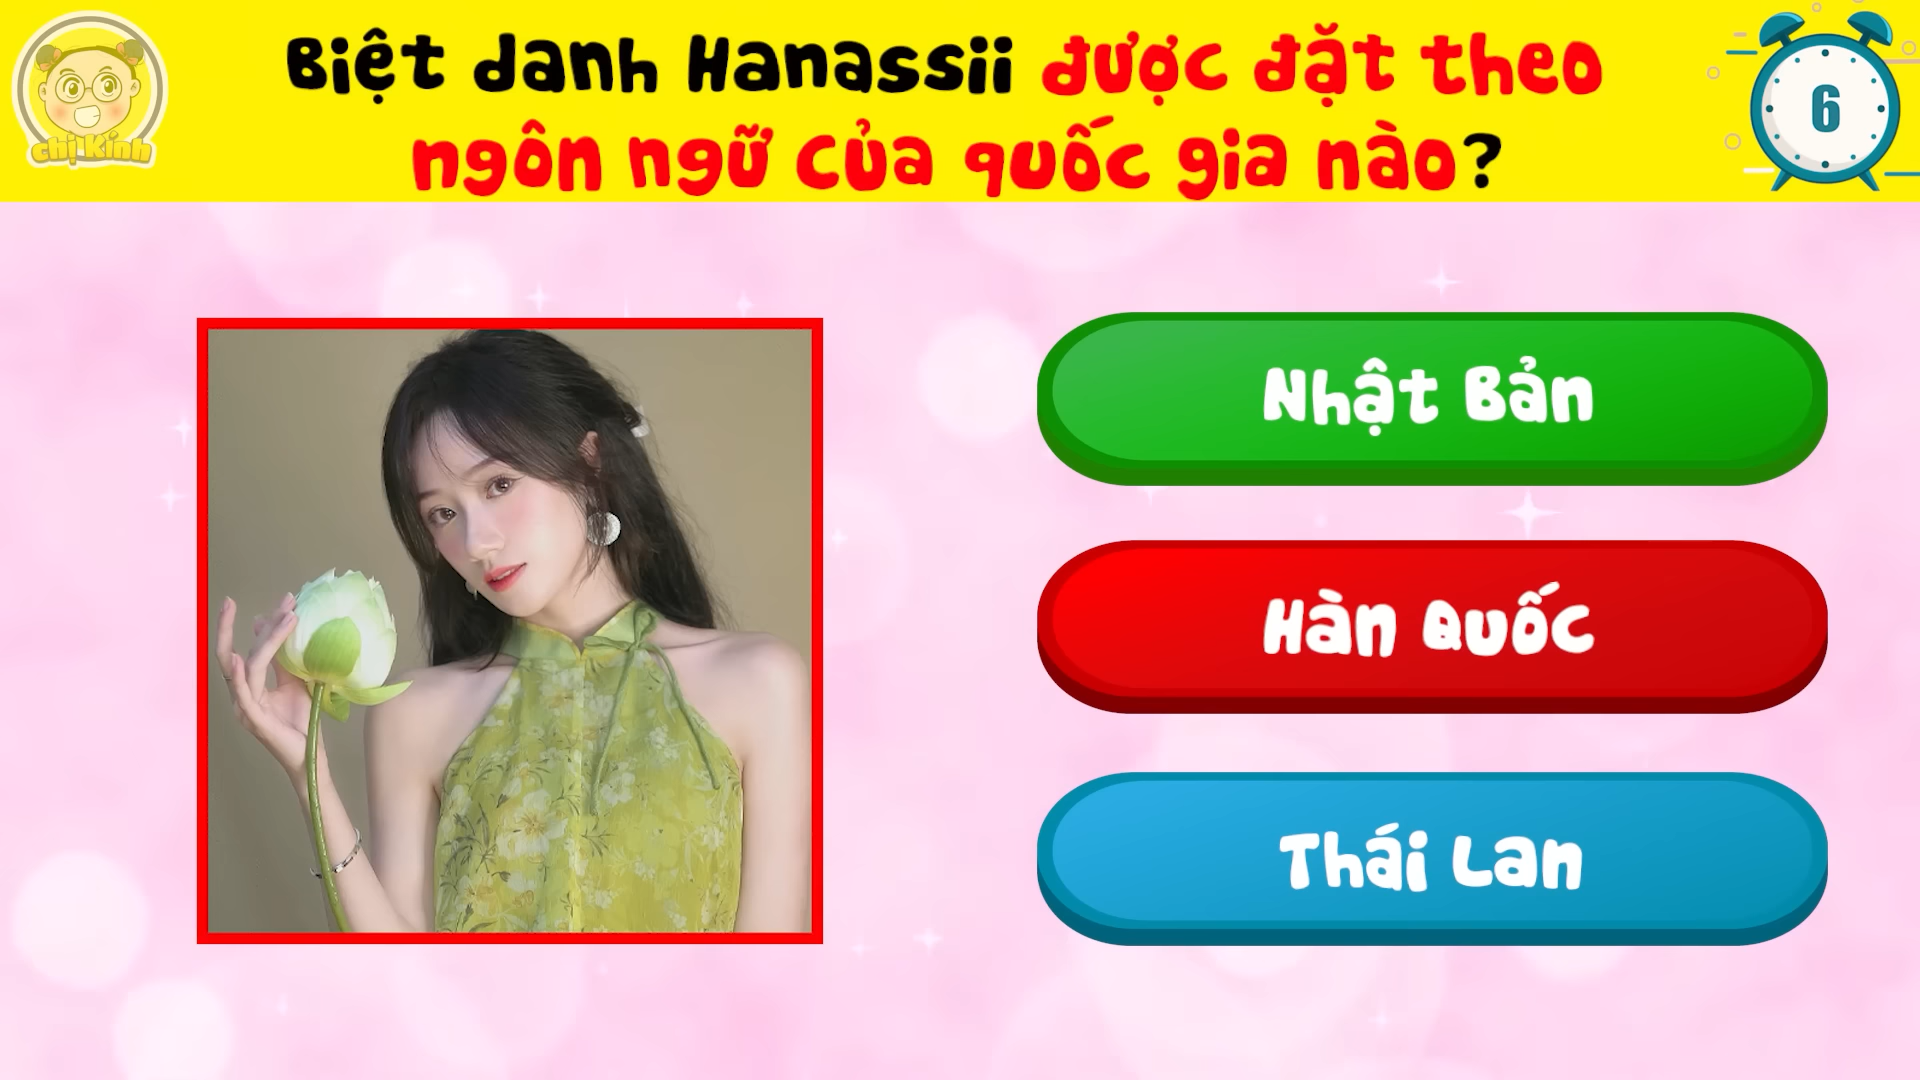 Biệt danh Hanassii được đặt theo
ngôn ngữ của quốc gia nào?
6
chị Kính
Nhật Bản
Hàn Quốc
Thái Lan